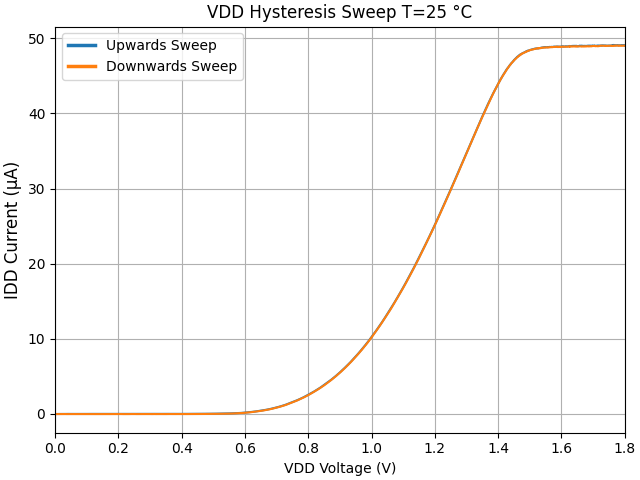 VDD Hysteresis Sweep T=25 °C
Upwards Sweep
Downwards Sweep
IDD Current (μA)
50
40
30
20
10
0
0.0 0.2 0.4 0.6 0.8 1.0 1.2 1.4 1.6 1.8
VDD Voltage (V)